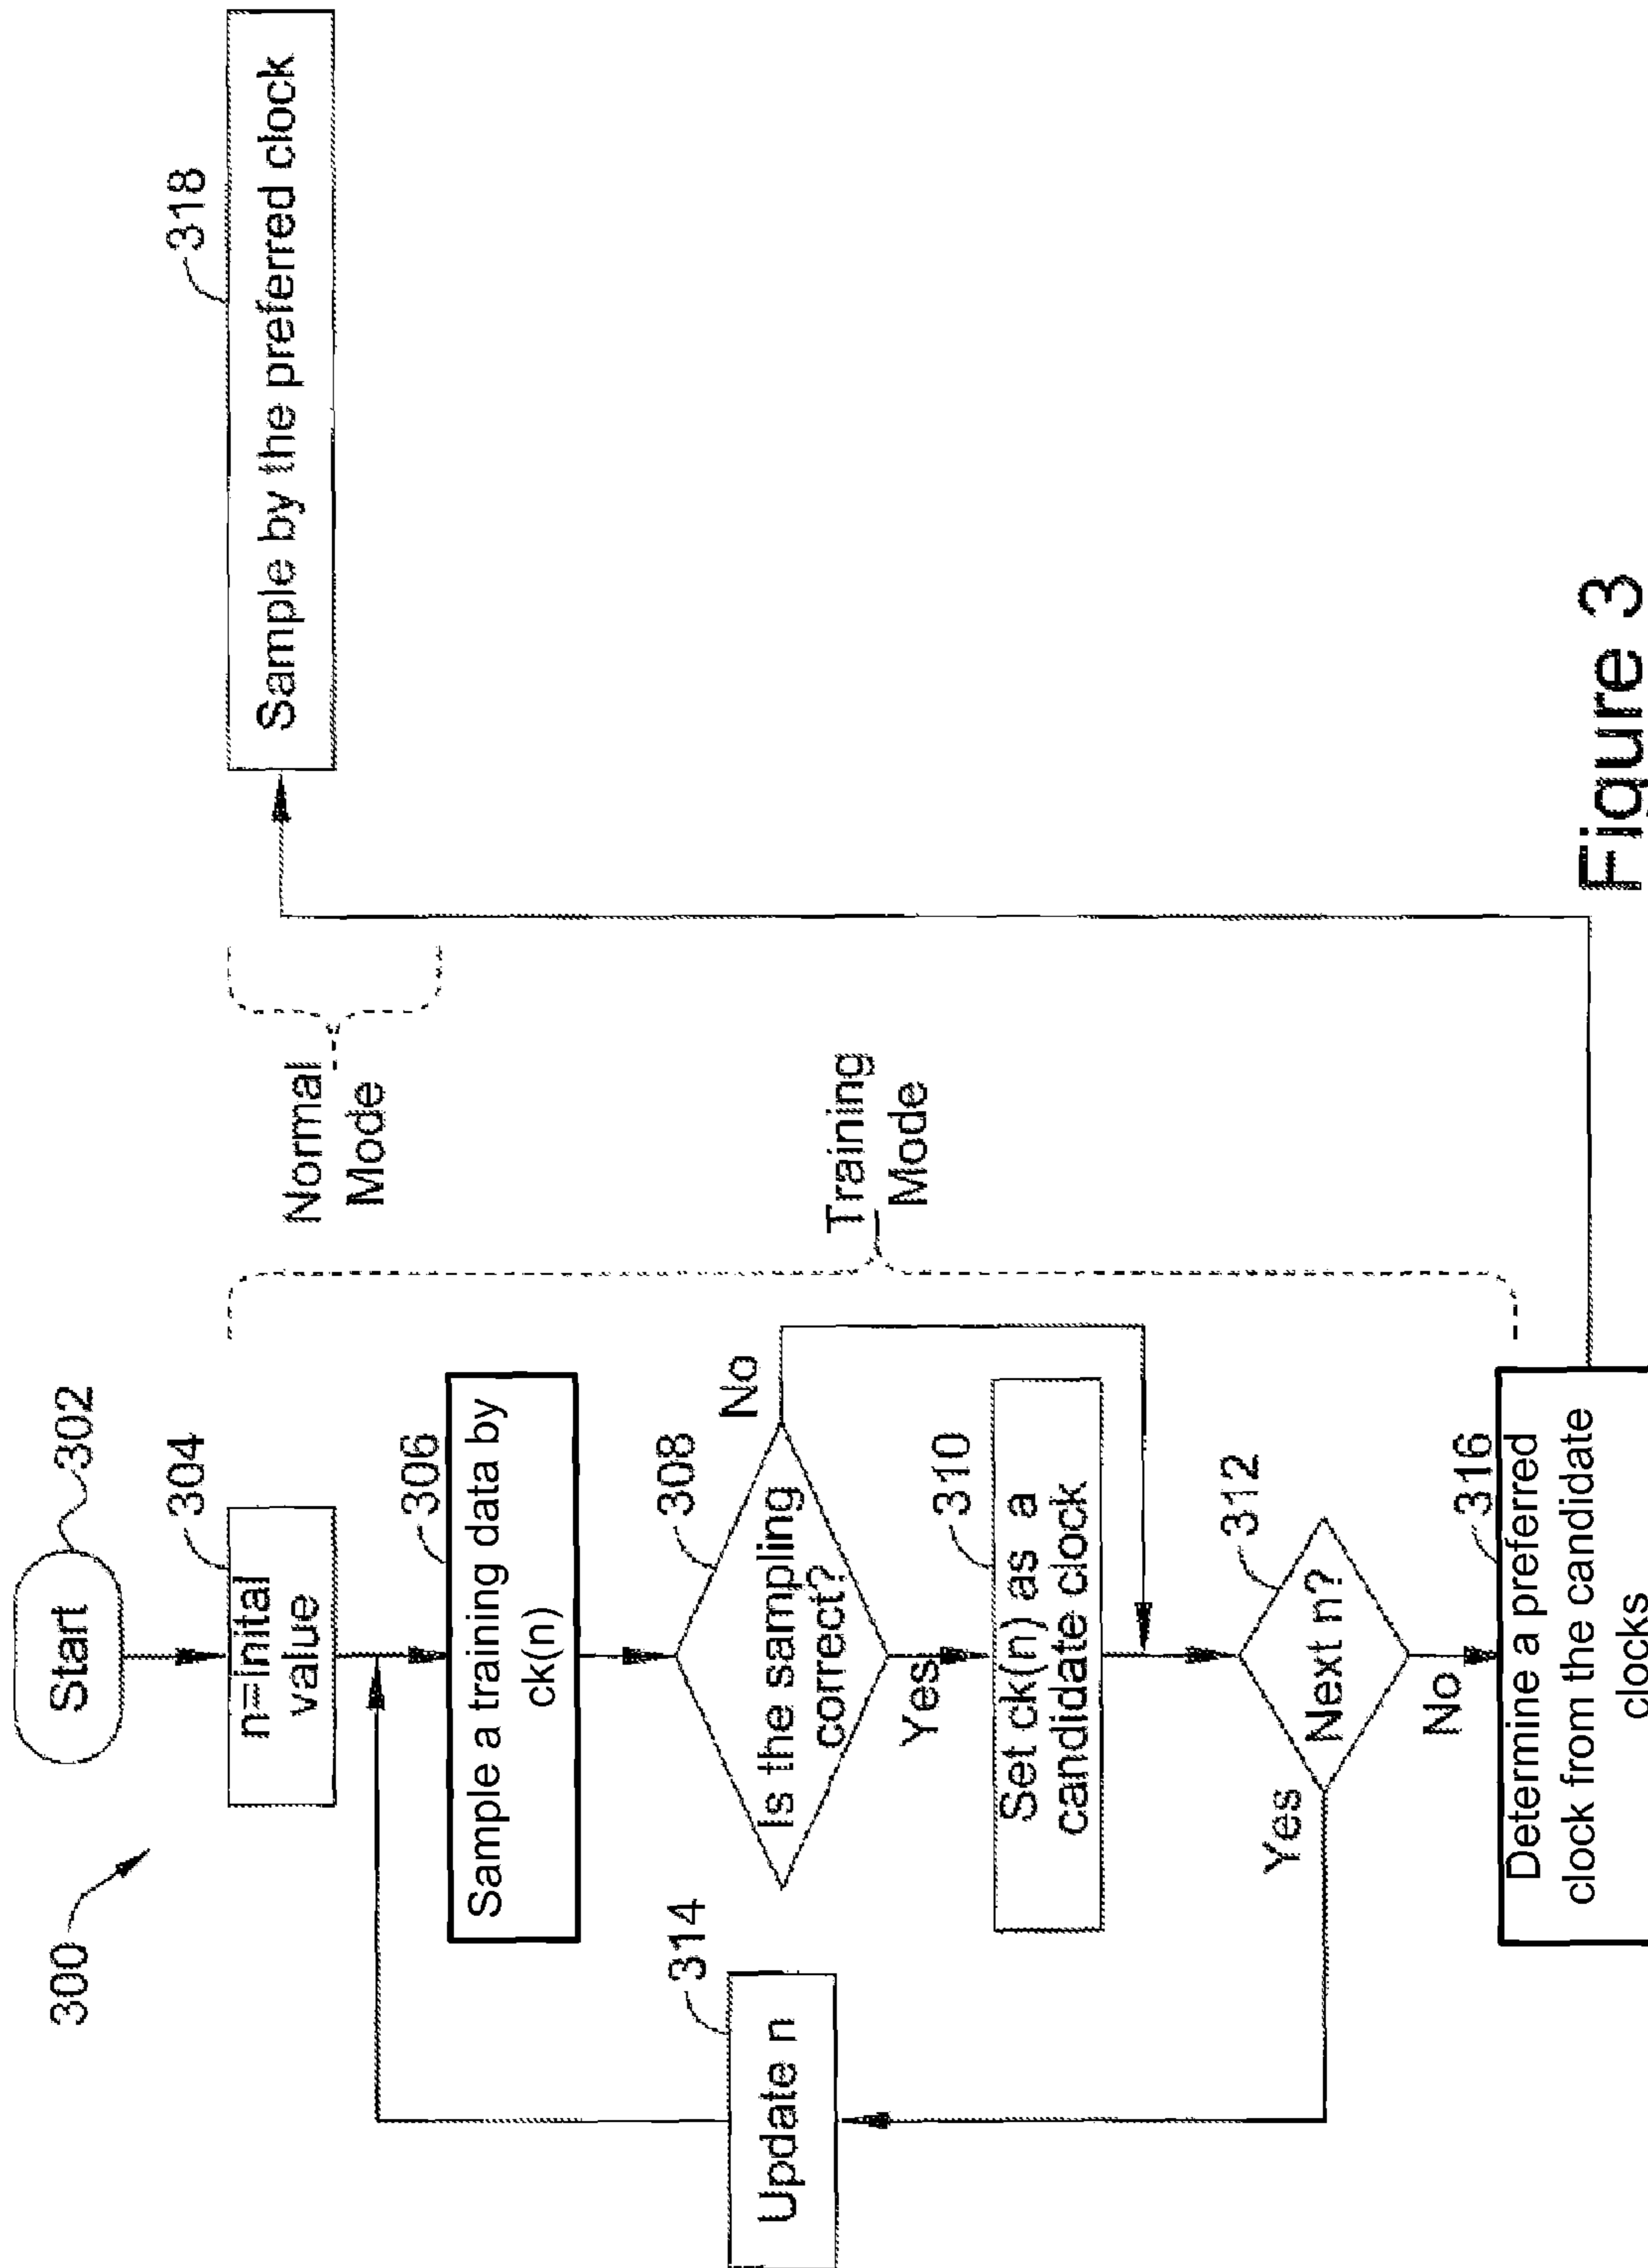 300
Start
302
n=inital
value
304
Sample a training data by
ck(n)
306
Is the sampling
correct?
308
No
Yes
Set ck(n) as a
candidate clock
310
Next n?
312
Yes
No
Update n
314
Determine a preferred
clock from the candidate
clocks
316
Training
Mode
Normal
Mode
Sample by the preferred clock
318
Figure 3